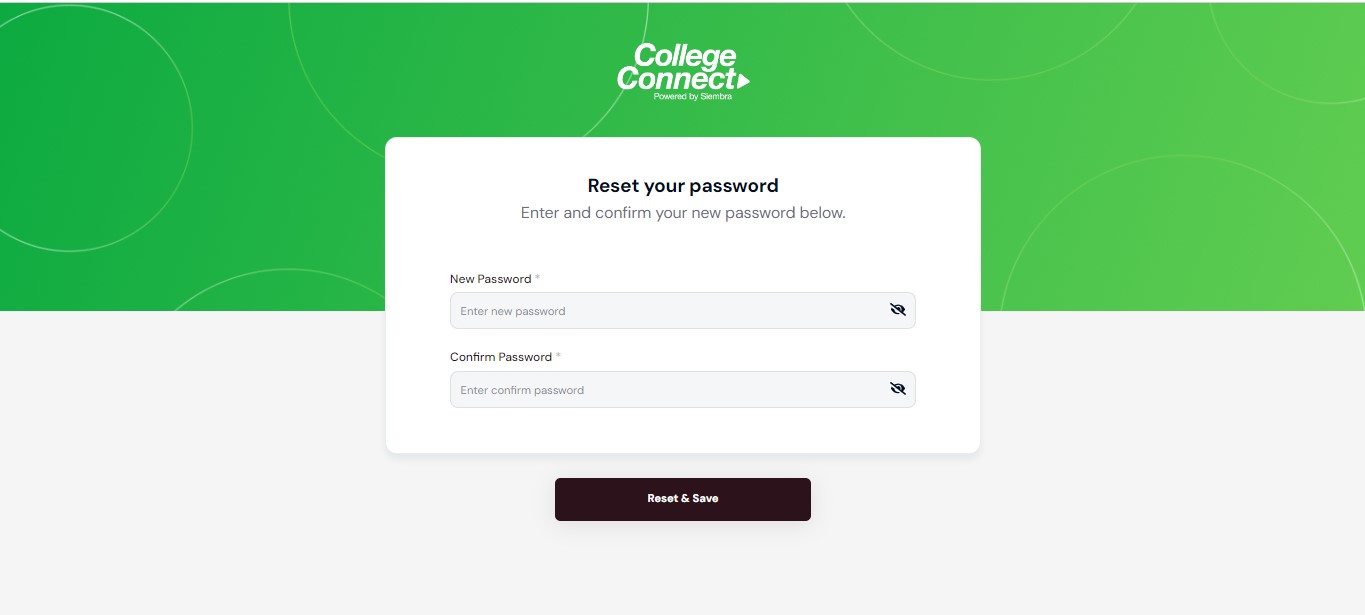 College
Connect
Powered by Siembra
Reset your password
Enter and confirm your new password below.
New Password *
Enter new password
Confirm Password *
Enter confirm password
Reset & Save